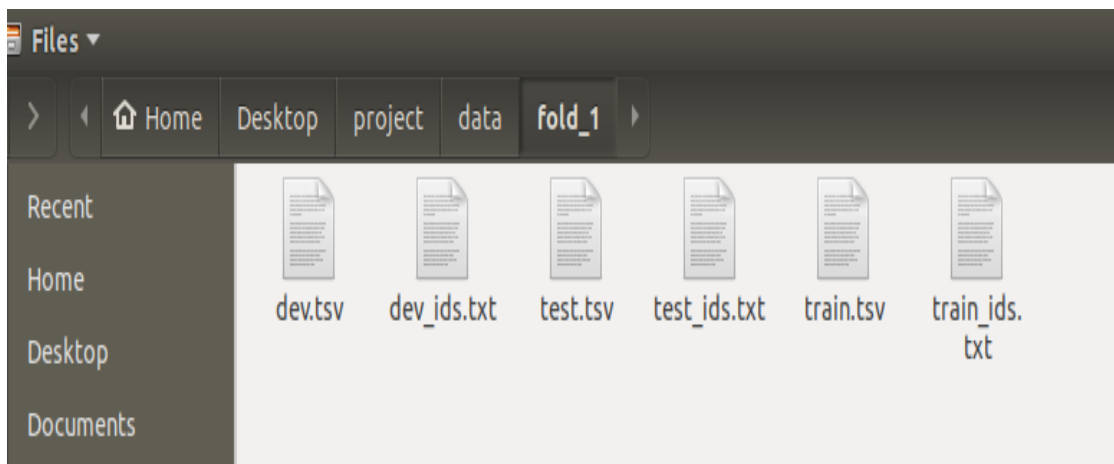 Files
Home Desktop project data fold_1
Recent
Home
Desktop
Documents
dev.tsv dev_ids.txt test.tsv test_ids.txt train.tsv train_ids.
txt